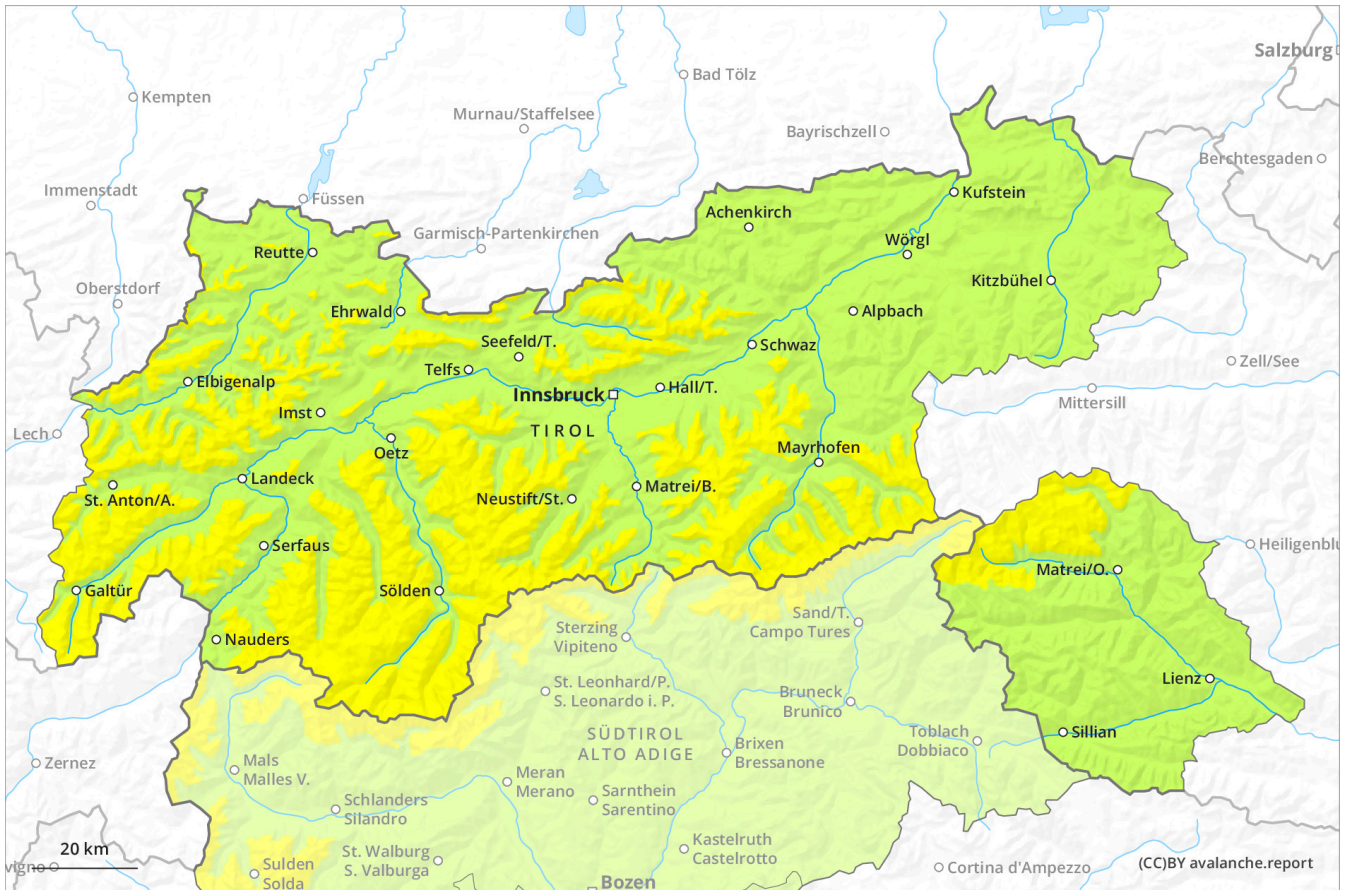 Salzburg
Bad Tölz
Kempten
Murnau/Staffelsee
Bayrischzell
Berchtesgaden
Immenstadt
Füssen
Kufstein
Achenkirch
Garmisch-Partenkirchen
Wörgl
Reutte
Kitzbühel
Oberstdorf
Ehrwald
Alpbach
Seefeld/T.
Schwaz
Zell/See
Telfs
Elbigenalp
Hall/T.
Innsbruck
Mittersill
Imst
TIROL
Lech
Oetz
Mayrhofen
Landeck
Matrei/B.
St. Anton/A.
Neustift/St.
Serfaus
Heiligenblu
Matrei/O.
Galtür
Sölden
Sand/T.
Campo Tures
Sterzing
Vipiteno
Nauders
Lienz
St. Leonhard/P.
S. Leonardo i. P.
Bruneck
Brunico
SÜDTIROL
ALTO ADIGE
Toblach
Dobbiaco
Sillian
Brixen
Bressanone
Zernez
Mals
Malles V.
Meran
Merano
Schlanders
Silandro
Sarnthein
Sarentino
20 km
Kastelruth
Castelrotto
St. Walburg
S. Valburga
vigno
Sulden
Solda
Cortina d'Ampezzo
(CC)BY avalanche.report
Bozen